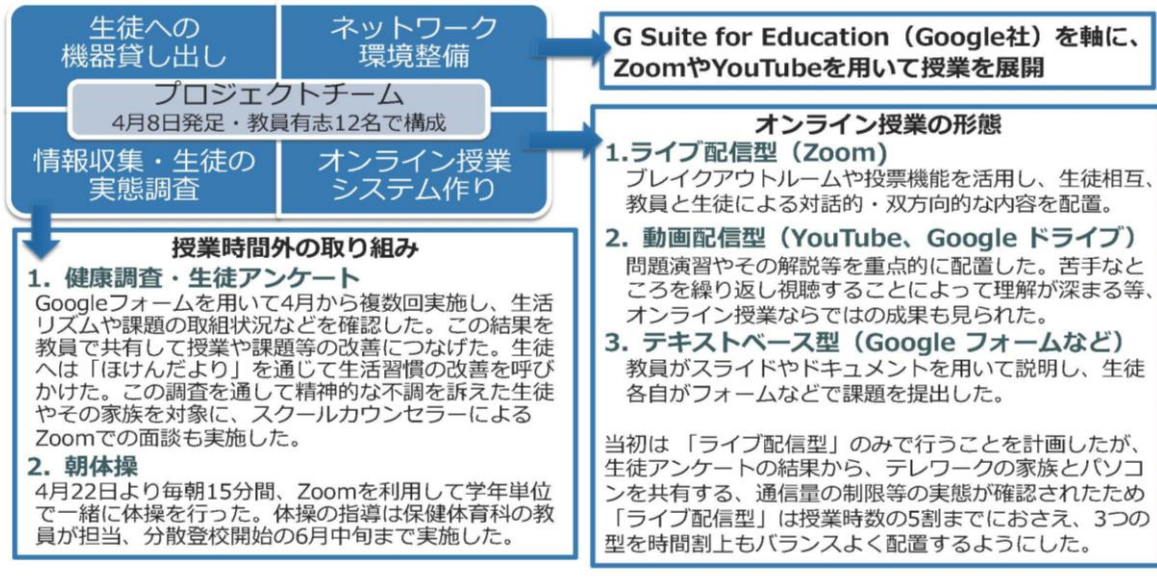 生徒への
機器貸し出し
ネットワーク
環境整備
プロジェクトチーム
4月8日発足・教員有志12名で構成
情報収集・生徒の
実態調査
オンライン授業
システム作り
G Suite for Education（Google社）を軸に、
ZoomやYouTubeを用いて授業を展開
授業時間外の取り組み
1. 健康調査・生徒アンケート
Googleフォームを用いて4月から複数回実施し、生活
リズムや課題の取組状況などを確認した。この結果を
教員で共有して授業や課題等の改善につなげた。生徒
へは「ほけんだより」を通じて生活習慣の改善を呼び
かけた。この調査を通して精神的な不調を訴えた生徒
やその家族を対象に、スクールカウンセラーによる
Zoomでの面談も実施した。
2. 朝体操
4月22日より毎朝15分間、Zoomを利用して学年単位
で一緒に体操を行った。体操の指導は保健体育科の教
員が担当、分散登校開始の6月中旬まで実施した。
オンライン授業の形態
1.ライブ配信型（Zoom)
ブレイクアウトルームや投票機能を活用し、生徒相互、
教員と生徒による対話的・双方向的な内容を配置。
2. 動画配信型（YouTube、Google ドライブ）
問題演習やその解説等を重点的に配置した。苦手なと
ころを繰り返し視聴することによって理解が深まる等、
オンライン授業ならではの成果も見られた。
3. テキストベース型（Google フォームなど）
教員がスライドやドキュメントを用いて説明し、生徒
各自がフォームなどで課題を提出した。
当初は 「ライブ配信型」のみで行うことを計画したが、
生徒アンケートの結果から、テレワークの家族とパソコ
ンを共有する、通信量の制限等の実態が確認されたため
「ライブ配信型」は授業時数の5割までにおさえ、3つの
型を時間割上もバランスよく配置するようにした。